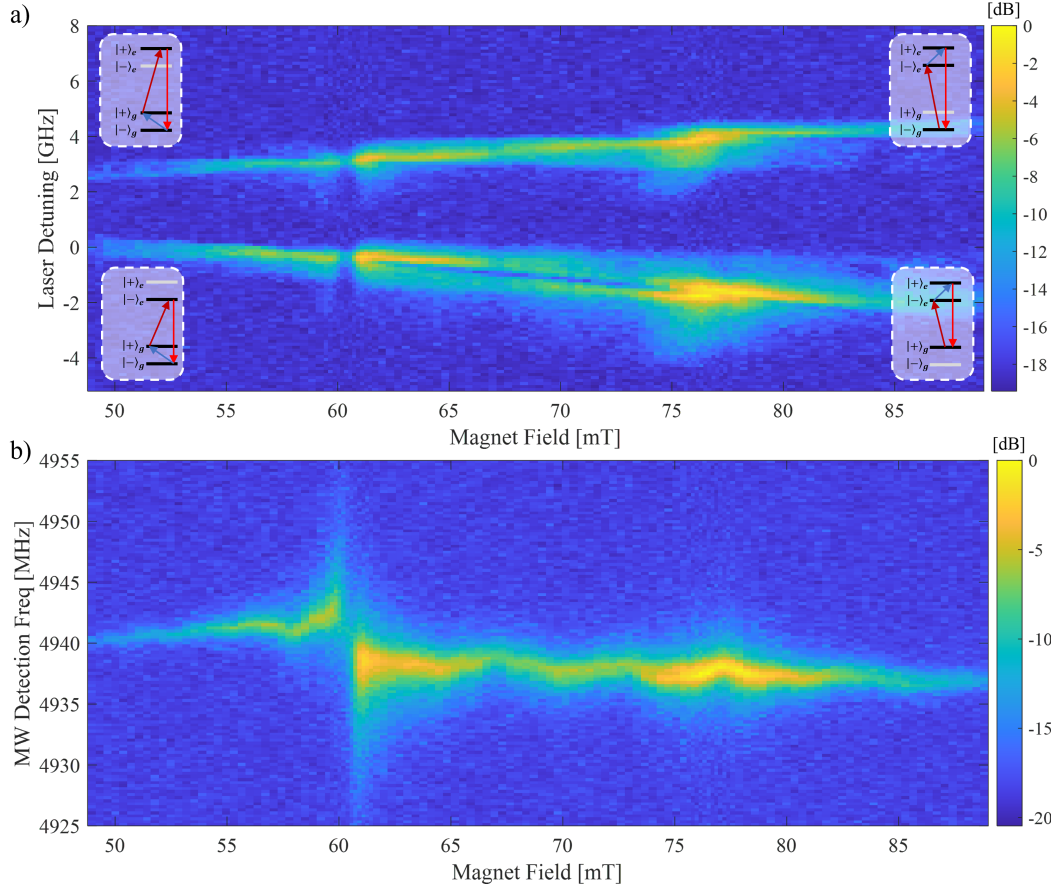 a)
[dB]
Laser Detuning [GHz]
8
6
4
2
0
-2
-4
|+⟩e
|−⟩e
|+⟩g
|−⟩g
|+⟩e
|−⟩e
|+⟩g
|−⟩g
|+⟩e
|−⟩e
|+⟩g
|−⟩g
|+⟩e
|−⟩e
|+⟩g
|−⟩g
0
-2
-4
-6
-8
-10
-12
-14
-16
-18
50 55 60 65 70 75 80 85
Magnet Field [mT]
b)
[dB]
MW Detection Freq [MHz]
4955
4950
4945
4940
4935
4930
4925
0
-5
-10
-15
-20
50 55 60 65 70 75 80 85
Magnet Field [mT]